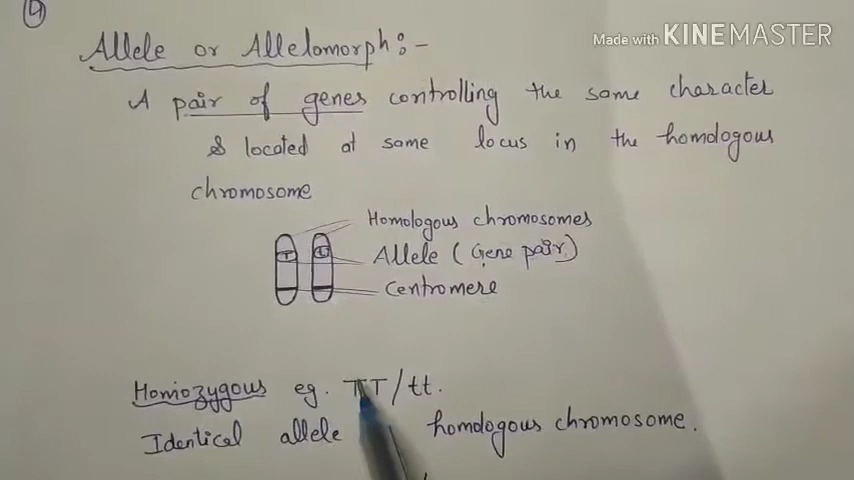 4
Allele or Allelomorph:-
Made with KINEMASTER
A pair of genes controlling the same character
& located at same locus in the homologous
chromosome
Homologous chromosomes
T t Allele (Gene pair)
Centromere
Homozygous eg. TT/tt.
Identical allele homologous chromosome.